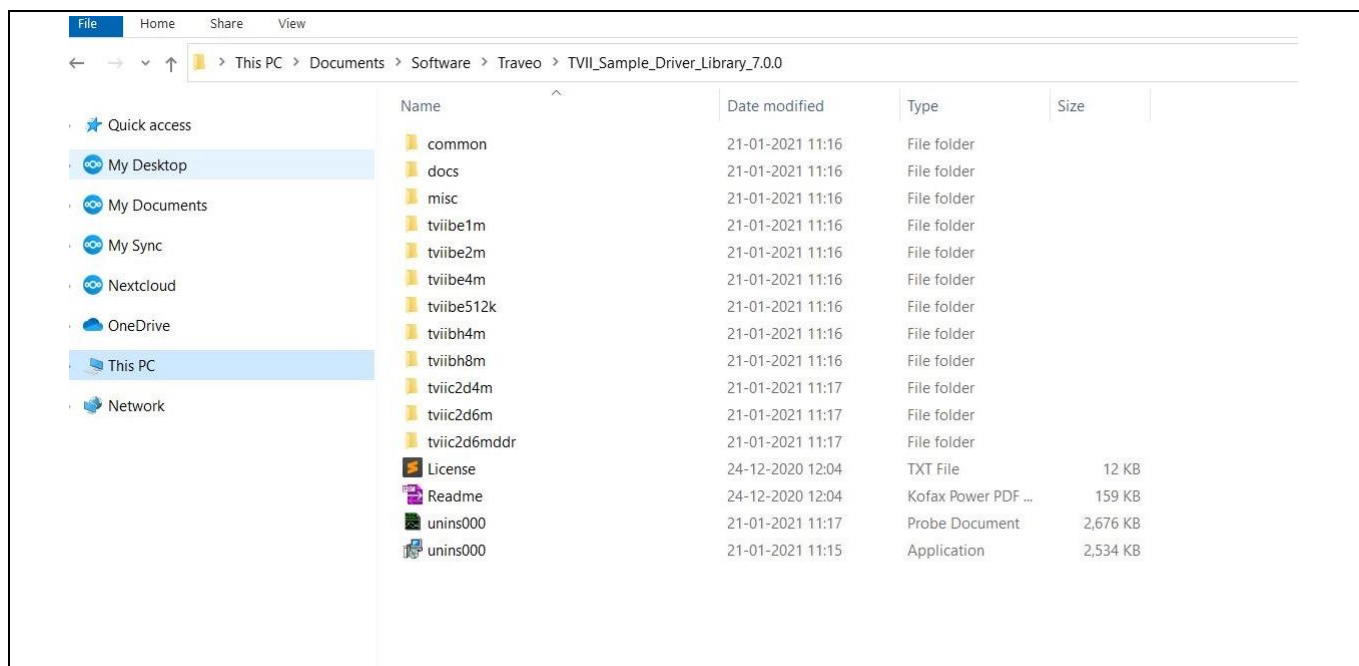 File Home Share View
This PC > Documents > Software > Traveo > TVII_Sample_Driver_Library_7.0.0
Name Date modified Type Size
Quick access
My Desktop
My Documents
My Sync
Nextcloud
OneDrive
This PC
Network
common 21-01-2021 11:16 File folder
docs 21-01-2021 11:16 File folder
misc 21-01-2021 11:16 File folder
tviibe1m 21-01-2021 11:16 File folder
tviibe2m 21-01-2021 11:16 File folder
tviibe4m 21-01-2021 11:16 File folder
tviibe512k 21-01-2021 11:16 File folder
tviibh4m 21-01-2021 11:16 File folder
tviibh8m 21-01-2021 11:16 File folder
tviic2d4m 21-01-2021 11:17 File folder
tviic2d6m 21-01-2021 11:17 File folder
tviic2d6mddr 21-01-2021 11:17 File folder
License 24-12-2020 12:04 TXT File 12 KB
Readme 24-12-2020 12:04 Kofax Power PDF ... 159 KB
unins000 21-01-2021 11:17 Probe Document 2,676 KB
unins000 21-01-2021 11:15 Application 2,534 KB